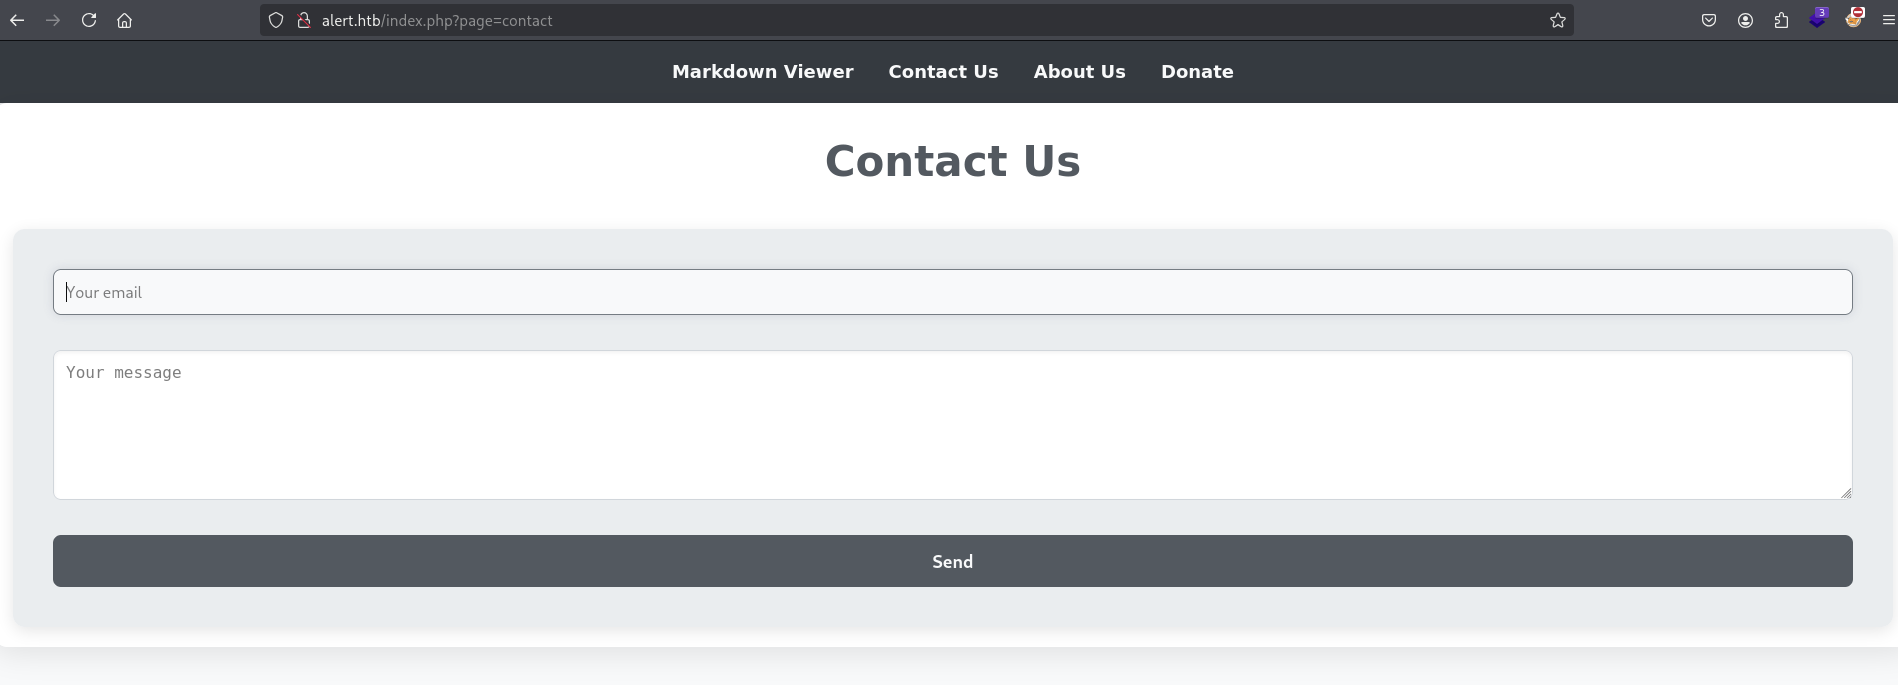 alert.htb/index.php?page=contact
3
Markdown Viewer Contact Us About Us Donate
Contact Us
Your email
Your message
Send